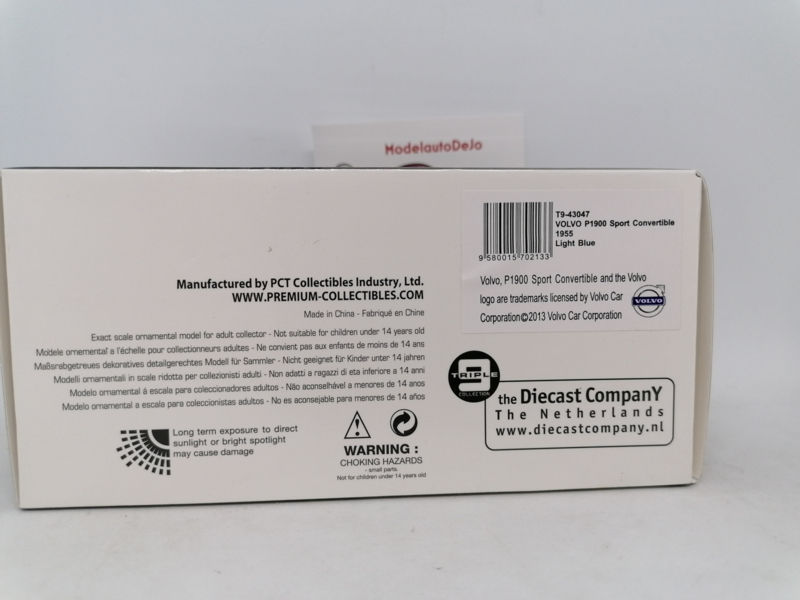 ModelautoDeJo
T9-43047
VOLVO P1900 Sport Convertible
1955
Light Blue
9 580015 702133
Volvo, P1900 Sport Convertible and the Volvo
logo are trademarks licensed by Volvo Car
Corporation©2013 Volvo Car Corporation
VOLVO
Manufactured by PCT Collectibles Industry, Ltd.
WWW.PREMIUM-COLLECTIBLES.COM
Made in China - Fabriqué en Chine
Exact scale ornamental model for adult collector - Not suitable for children under 14 years old
Modèle ornemental a l'échelle pour collectionneurs adultes - Ne convient pas aux enfants de moins de 14 ans
Maßsrabgetreues dekoratives detailgerechtes Modell für Sammler - Nicht geeignet für Kinder unter 14 jahren
Modelli ornamentali in scale ridotta per collezionisti adulti - Non adatti a ragazzi di eta inferiore a 14 anni
Modelo ornamental à escala para coleccionadores adultos - Não aconselhável a menores de 14 anos
Modelo ornamental a escala para coleccionistas adultos - No es aconsejable para menores de 14 años
Long term exposure to direct
sunlight or bright spotlight
may cause damage
WARNING :
CHOKING HAZARDS
- small parts.
Not for children under 14 years old
TRIPLE
9
COLLECTION
the Diecast CompanY
The Netherlands
www.diecastcompany.nl